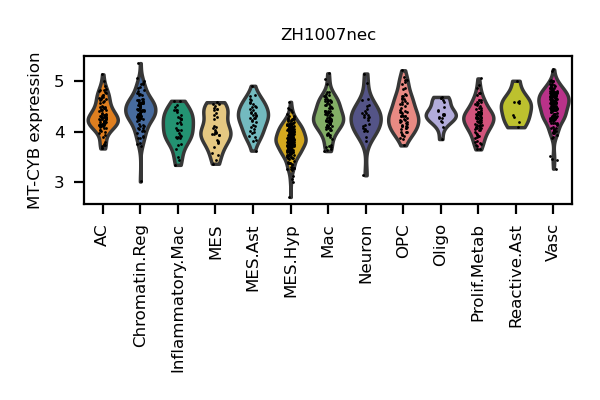 ZH1007nec
MT-CYB expression
5
4
3
AC
Chromatin.Reg
Inflammatory.Mac
MES
MES.Ast
MES.Hyp
Mac
Neuron
OPC
Oligo
Prolif.Metab
Reactive.Ast
Vasc